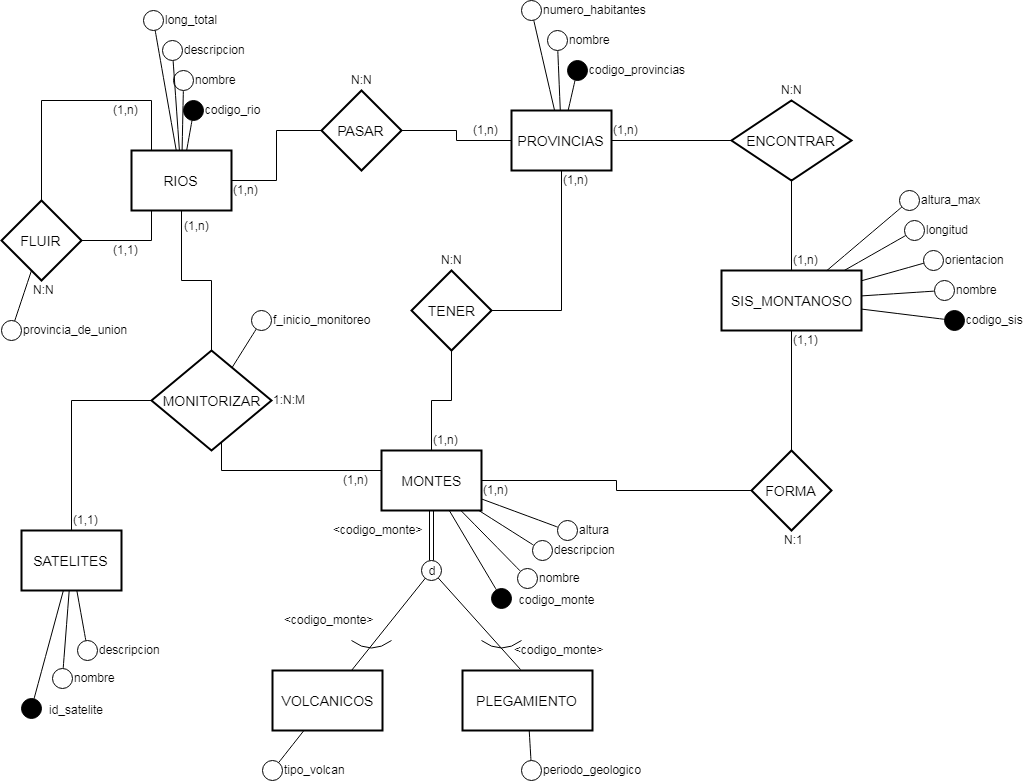 numero_habitantes
long_total
nombre
descripcion
codigo_provincias
nombre
N:N
N:N
(1,n)
codigo_rio
PASAR
(1,n)
PROVINCIAS
(1,n)
ENCONTRAR
RIOS
(1,n)
(1,n)
altura_max
(1,n)
longitud
FLUIR
(1,1)
N:N
(1,n)
orientacion
N:N
nombre
SIS_MONTANOSO
TENER
provincia_de_union
f_inicio_monitoreo
codigo_sis
(1,1)
MONITORIZAR
1:N:M
(1,n)
(1,n)
MONTES
(1,n)
FORMA
(1,1)
<codigo_monte>
altura
N:1
descripcion
SATELITES
d
nombre
codigo_monte
<codigo_monte>
descripcion
<codigo_monte>
nombre
VOLCANICOS
PLEGAMIENTO
id_satelite
tipo_volcan
periodo_geologico